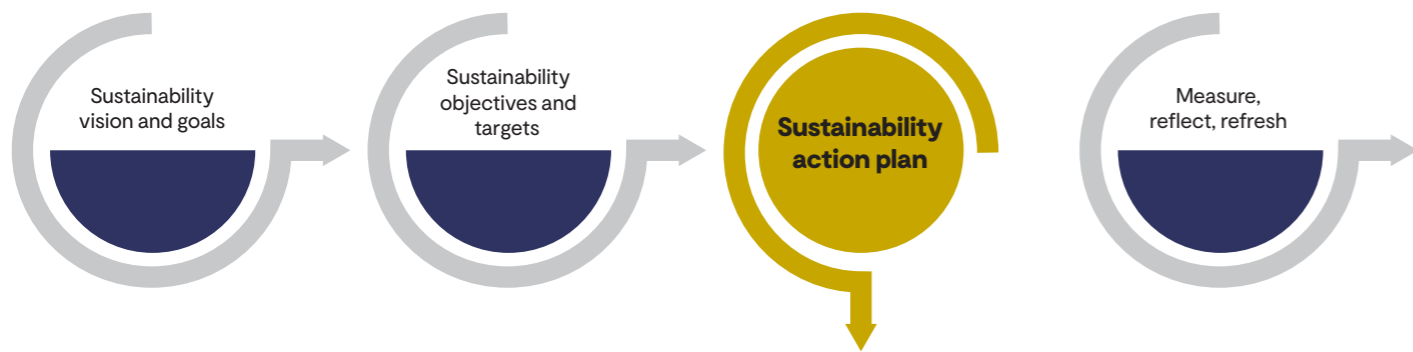 Sustainability
vision and goals
Sustainability
objectives and
targets
Sustainability
action plan
Measure,
reflect, refresh